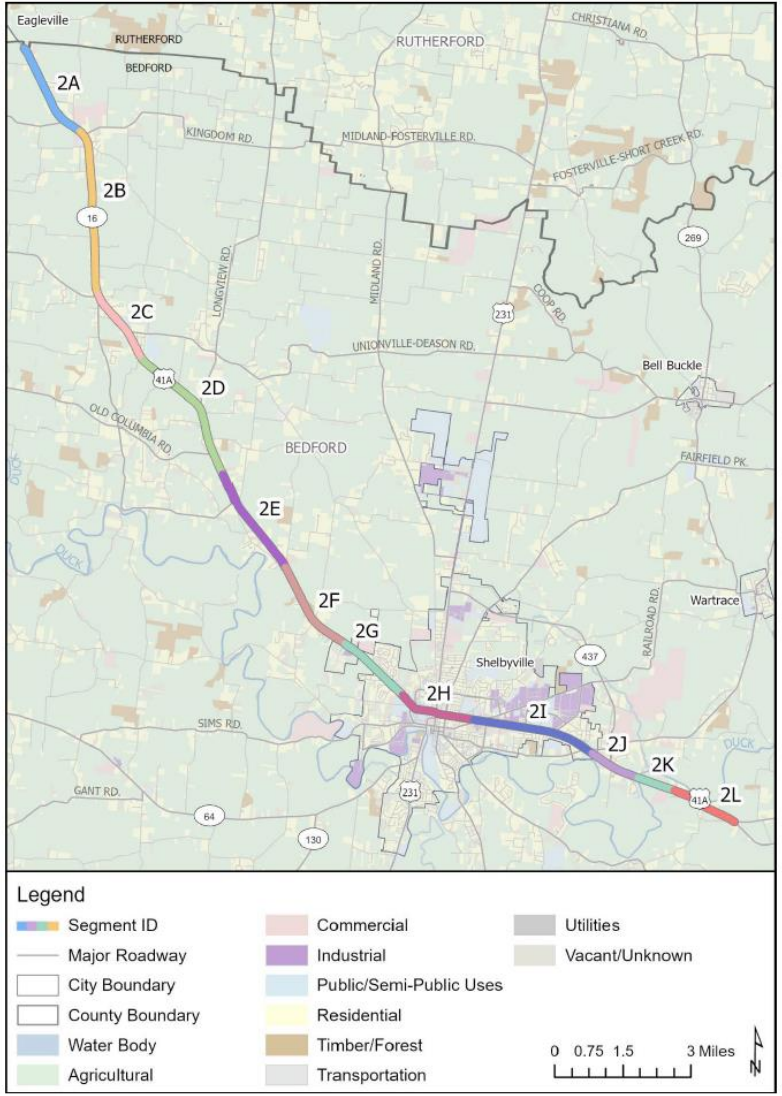 Eagleville
RUTHERFORD
BEDFORD
RUTHERFORD
CHRISTIANA RD.
2A
KINGDOM RD.
MIDLAND-FOSTERVILLE RD.
FOSTERVILLE-SHORT CREEK RD.
2B
16
269
LONGVIEW RD.
MIDLAND RD.
COOP RD.
231
2C
UNIONVILLE-DEASON RD.
Bell Buckle
41A
2D
OLD COLUMBIA RD.
BEDFORD
FAIRFIELD PK.
DUCK
2E
DUCK
2F
Wartrace
RAILROAD RD.
2G
437
Shelbyville
2H
2I
SIMS RD.
2J
DUCK
2K
41A
2L
GANT RD.
231
64
130
Legend
Segment ID
Major Roadway
City Boundary
County Boundary
Water Body
Agricultural
Commercial
Industrial
Public/Semi-Public Uses
Residential
Timber/Forest
Transportation
Utilities
Vacant/Unknown
0 0.75 1.5 3 Miles
N